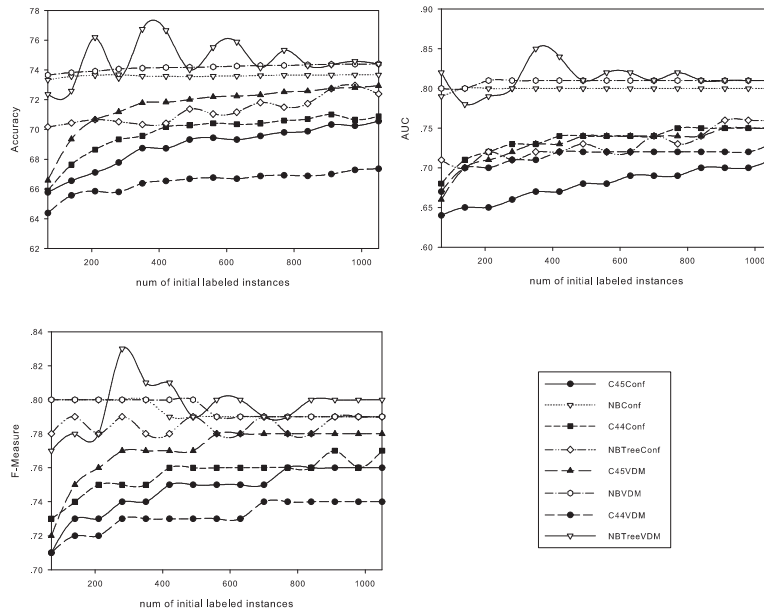 78
76
74
72
70
68
66
64
62
Accuracy
200 400 600 800 1000
num of initial labeled instances
.90
.85
.80
.75
.70
.65
.60
AUC
200 400 600 800 1000
num of initial labeled instances
.84
.82
.80
.78
.76
.74
.72
.70
F-Measure
200 400 600 800 1000
num of initial labeled instances
C45Conf
NBConf
C44Conf
NBTreeConf
C45VDM
NBVDM
C44VDM
NBTreeVDM